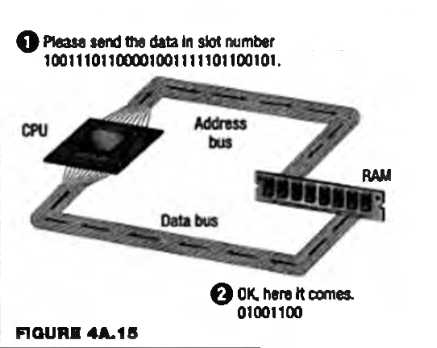 1 Please send the data in slot number
10011101100001001111101100101.
CPU
Address
bus
RAM
Data bus
2 OK, here it comes.
01001100
FIGURE 4A.15